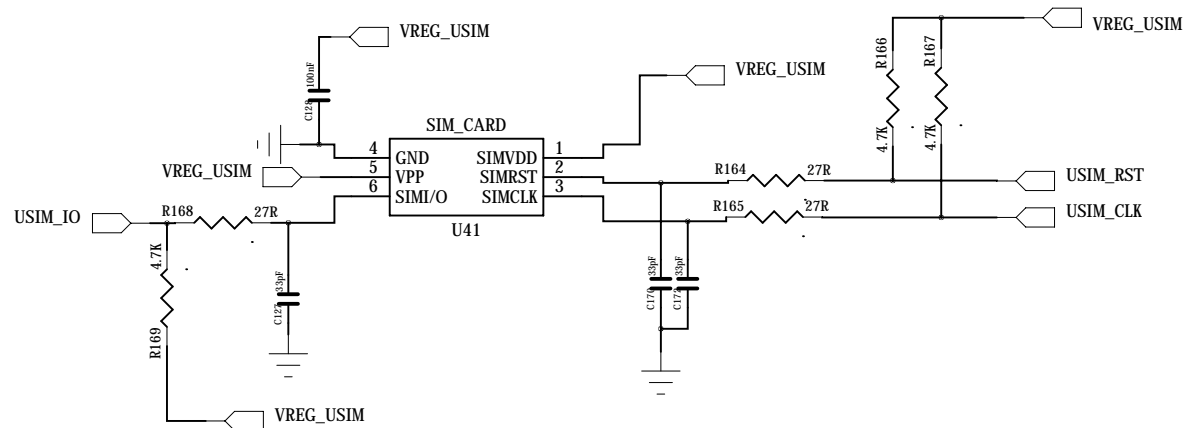 VREG_USIM
100nF
C128
VREG_USIM
R166
R167
4.7K
4.7K
VREG_USIM
SIM_CARD
4
5
6
GND
VPP
SIMI/O
SIMVDD
SIMRST
SIMCLK
1
2
3
U41
VREG_USIM
USIM_IO
R168
27R
4.7K
R169
33pF
C127
VREG_USIM
R164
27R
USIM_RST
R165
27R
USIM_CLK
33pF
C170
33pF
C172